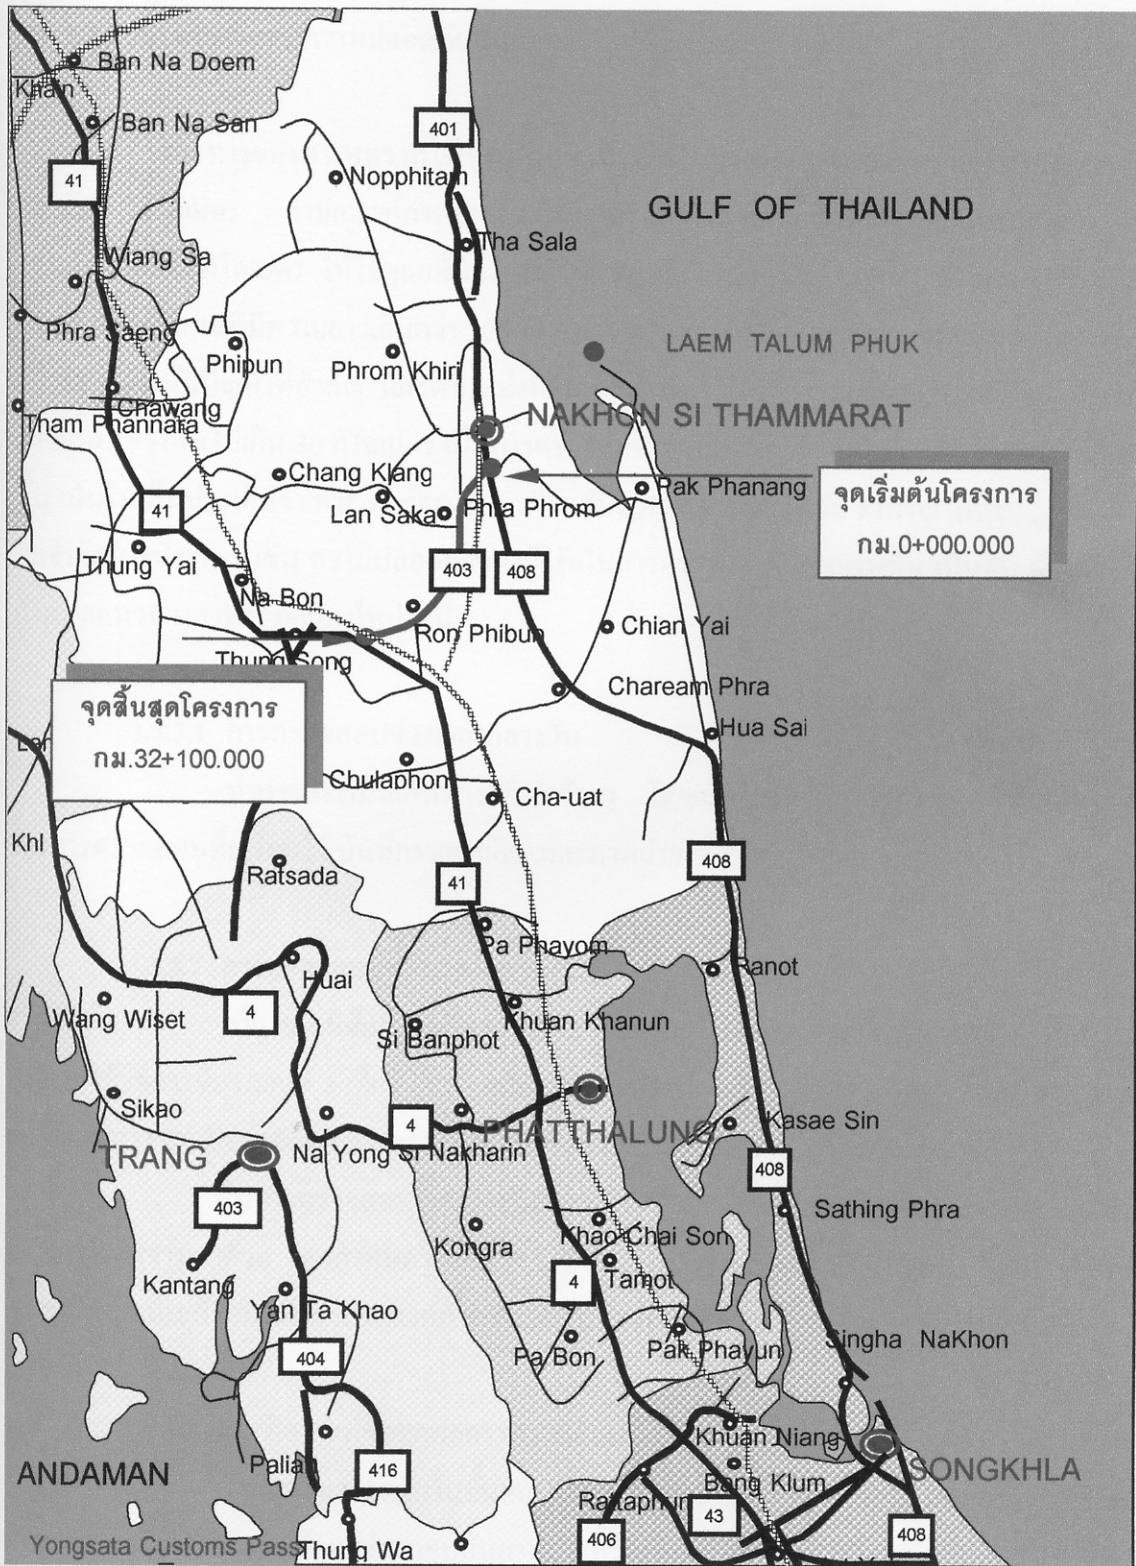 Ban Na Doem
Khain
Ban Na San
401
41
Nopphitam
GULF OF THAILAND
Tha Sala
Wiang Sa
Phra Saeng
Phipun
Phrom Khiri
LAEM TALUM PHUK
Chawang
Tham Phannara
NAKHON SI THAMMARAT
Chang Klang
Pak Phanang
จุดเริ่มต้นโครงการ
กม.0+000.000
41
Lan Saka
Phra Phrom
Thung Yai
403
408
Na Bon
Ron Phibun
Chian Yai
Thung Song
Chaream Phra
จุดสิ้นสุดโครงการ
กม.32+100.000
Hua Sai
Chulaphon
Cha-uat
Khl
Ratsada
41
408
Pa Phayom
Ranot
Huai
Wang Wiset
4
Khuan Khanun
Si Banphot
Sikao
Kasae Sin
4
PHATTHALUNG
TRANG
Na Yong
Si Nakharin
408
403
Sathing Phra
Kongra
Khao Chai Son
Kantang
4
Tamot
Yan Ta Khao
Singha NaKhon
404
Pa Bon
Pak Phayun
Khuan Niang
ANDAMAN
Palian
416
Bang Klum
SONGKHLA
Rattaphum
43
406
408
Yongsata Customs Pass
Thung Wa